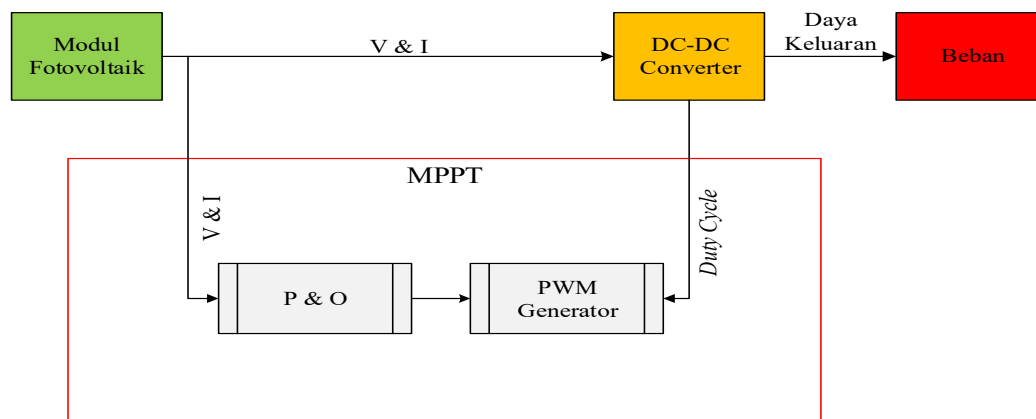 Modul
Fotovoltaik
V & I
DC-DC
Converter
Daya
Keluaran
Beban
MPPT
V & I
Duty Cycle
P & O
PWM
Generator